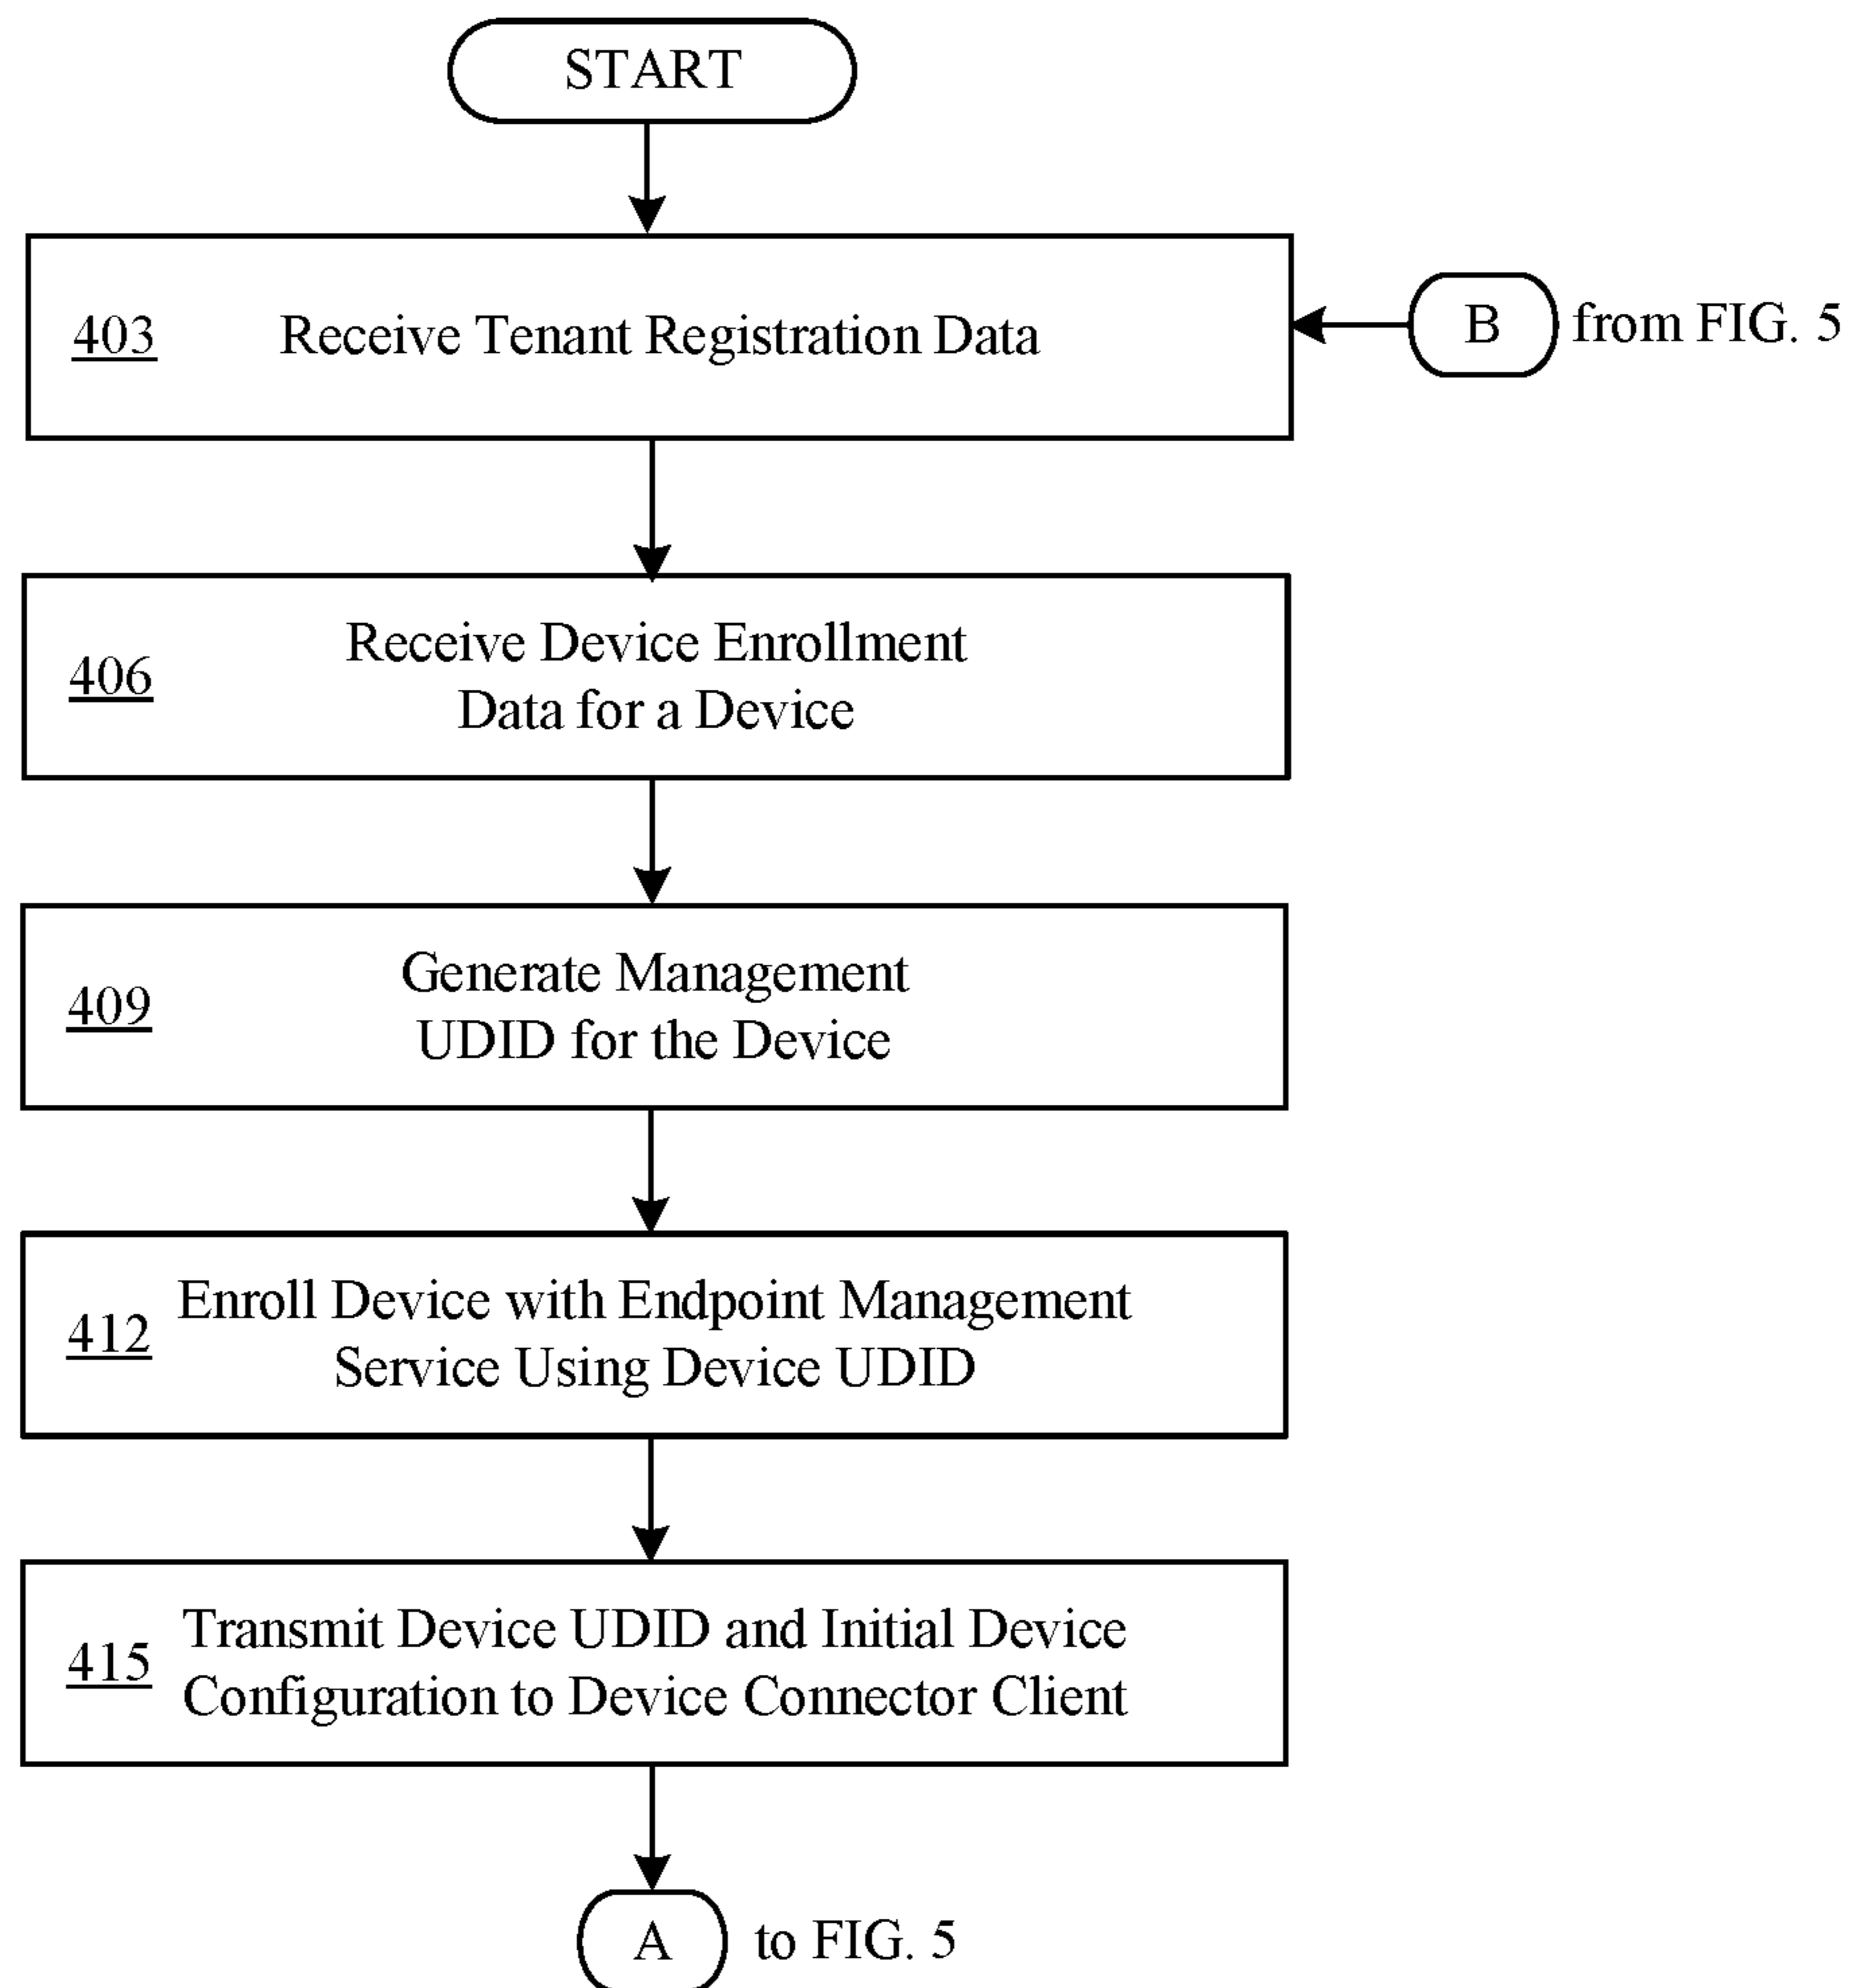 START
403 Receive Tenant Registration Data
B from FIG. 5
406 Receive Device Enrollment
Data for a Device
409 Generate Management
UDID for the Device
412 Enroll Device with Endpoint Management
Service Using Device UDID
415 Transmit Device UDID and Initial Device
Configuration to Device Connector Client
A to FIG. 5